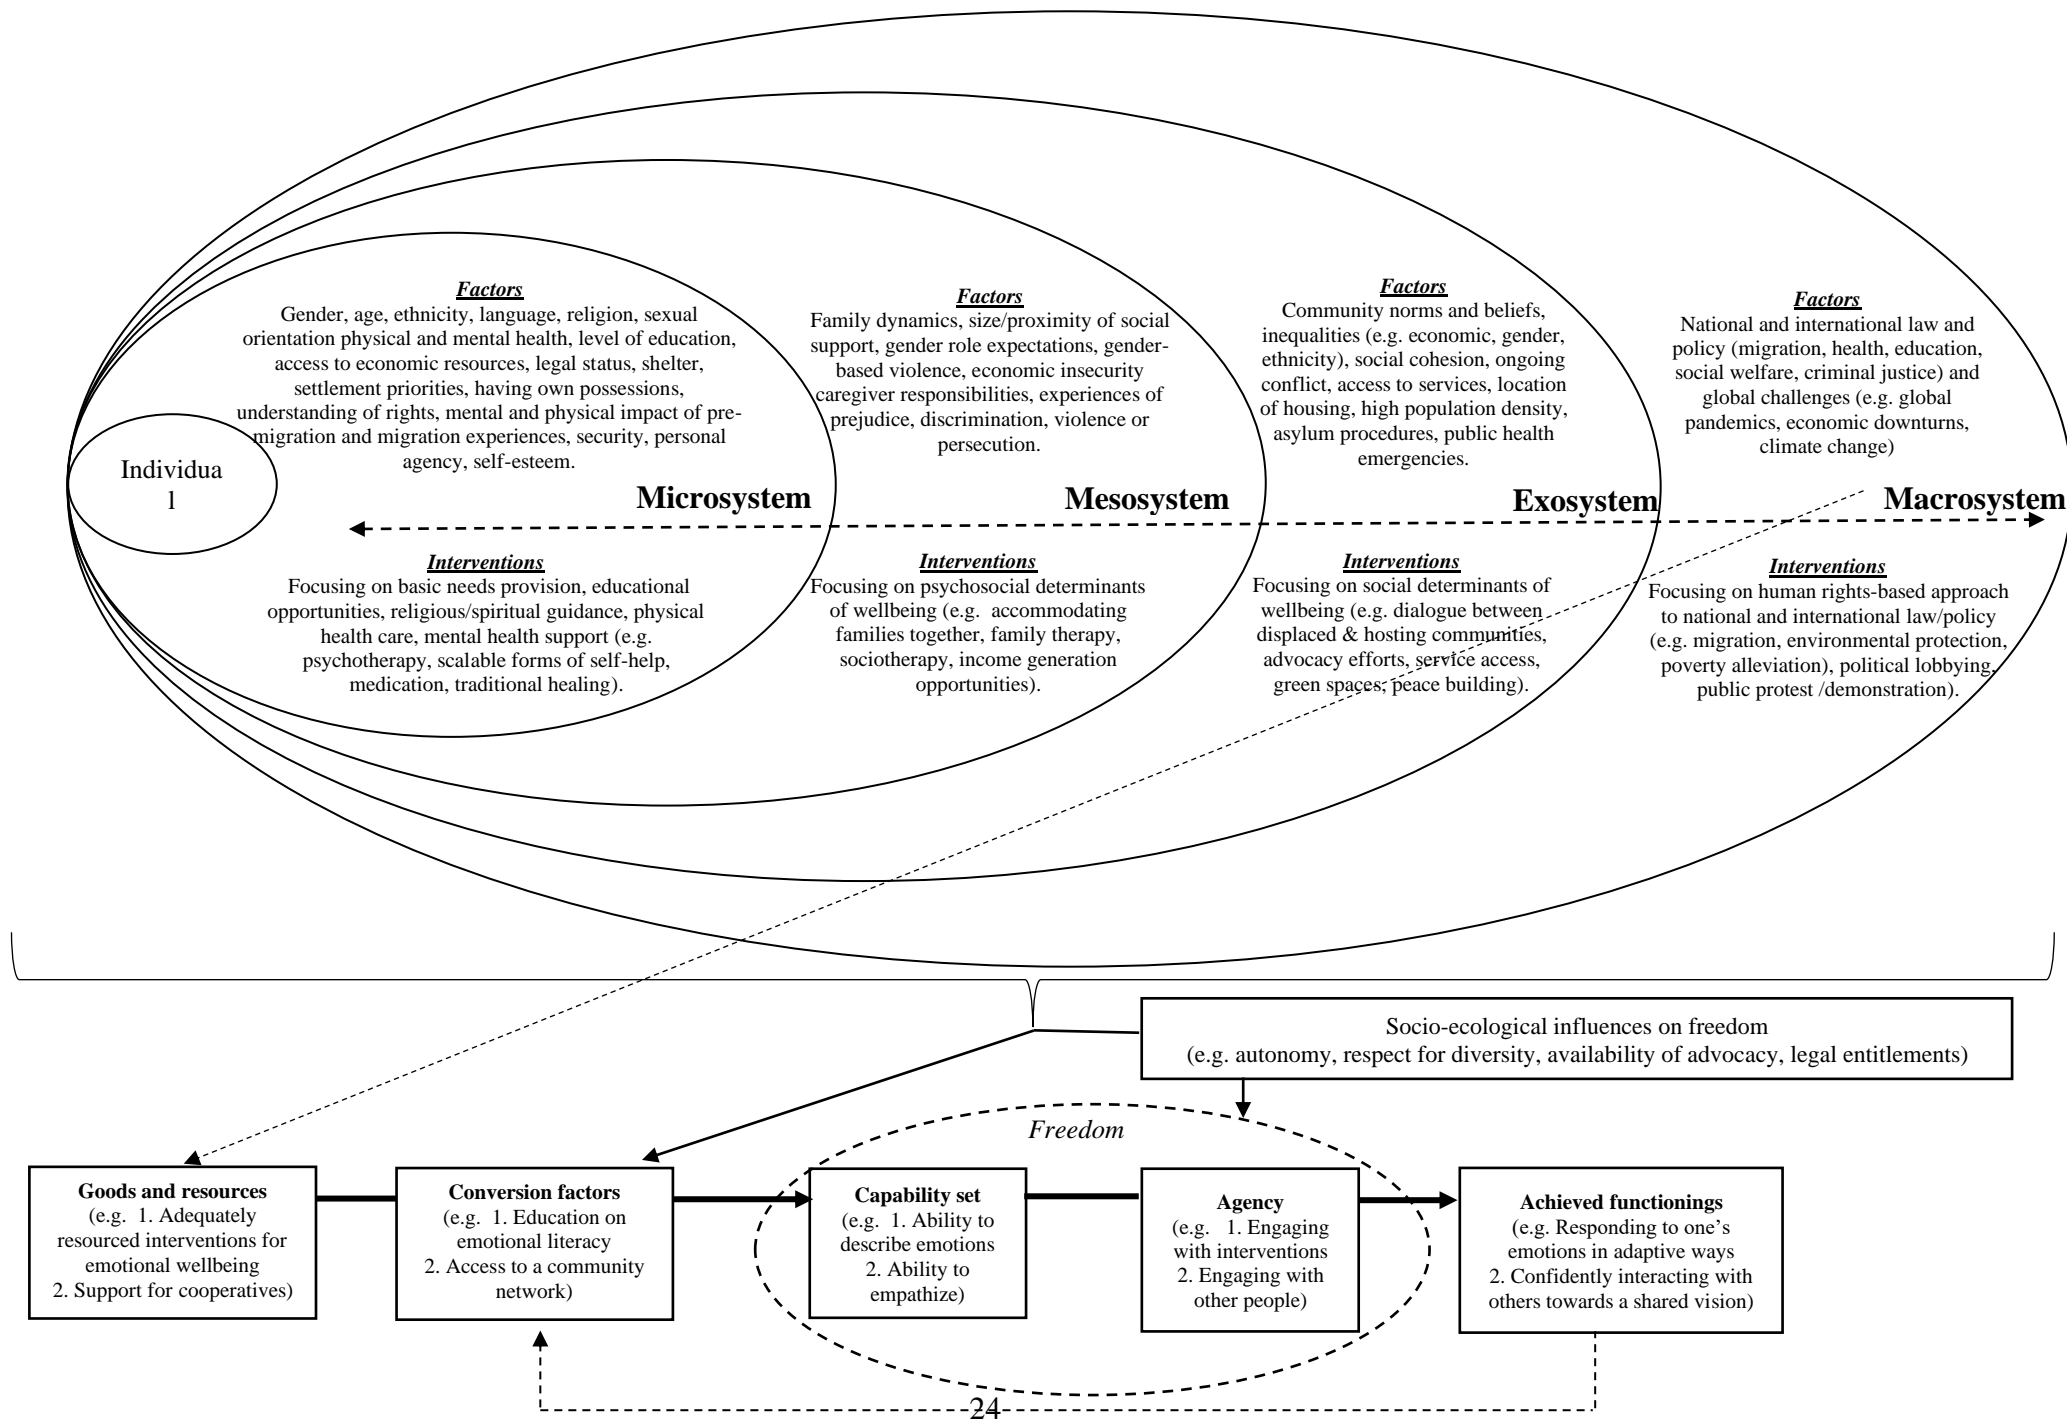 Individua
l
Factors
Gender, age, ethnicity, language, religion, sexual
orientation physical and mental health, level of education,
access to economic resources, legal status, shelter,
settlement priorities, having own possessions,
understanding of rights, mental and physical impact of pre-
migration and migration experiences, security, personal
agency, self-esteem.
Microsystem
Interventions
Focusing on basic needs provision, educational
opportunities, religious/spiritual guidance, physical
health care, mental health support (e.g.
psychotherapy, scalable forms of self-help,
medication, traditional healing).
Factors
Family dynamics, size/proximity of social
support, gender role expectations, gender-
based violence, economic insecurity
caregiver responsibilities, experiences of
prejudice, discrimination, violence or
persecution.
Mesosystem
Interventions
Focusing on psychosocial determinants
of wellbeing (e.g. accommodating
families together, family therapy,
sociotherapy, income generation
opportunities).
Factors
Community norms and beliefs,
inequalities (e.g. economic, gender,
ethnicity), social cohesion, ongoing
conflict, access to services, location
of housing, high population density,
asylum procedures, public health
emergencies.
Exosystem
Interventions
Focusing on social determinants of
wellbeing (e.g. dialogue between
displaced & hosting communities,
advocacy efforts, service access,
green spaces, peace building).
Factors
National and international law and
policy (migration, health, education,
social welfare, criminal justice) and
global challenges (e.g. global
pandemics, economic downturns,
climate change)
Macrosystem
Interventions
Focusing on human rights-based approach
to national and international law/policy
(e.g. migration, environmental protection,
poverty alleviation), political lobbying,
public protest /demonstration).
Socio-ecological influences on freedom
(e.g. autonomy, respect for diversity, availability of advocacy, legal entitlements)
Freedom
Goods and resources
(e.g. 1. Adequately
resourced interventions for
emotional wellbeing
2. Support for cooperatives)
Conversion factors
(e.g. 1. Education on
emotional literacy
2. Access to a community
network)
Capability set
(e.g. 1. Ability to
describe emotions
2. Ability to
empathize)
Agency
(e.g. 1. Engaging
with interventions
2. Engaging with
other people)
Achieved functionings
(e.g. Responding to one's
emotions in adaptive ways
2. Confidently interacting with
others towards a shared vision)
24